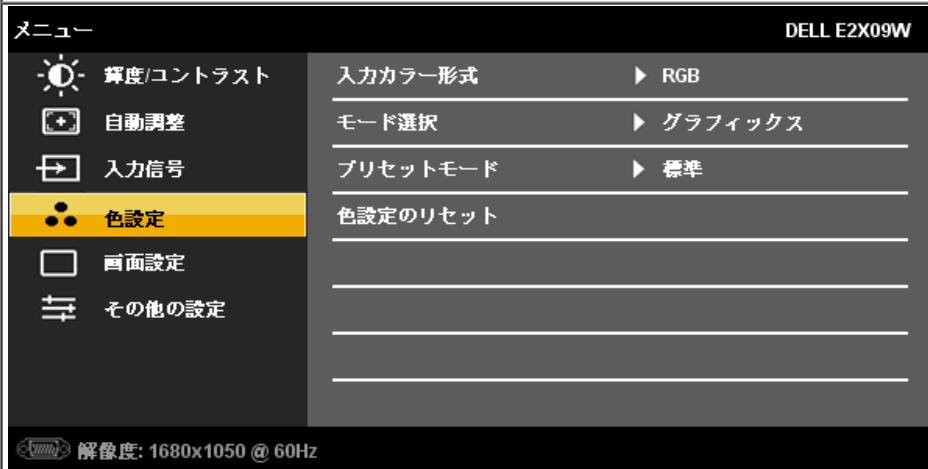 メニュー DELL E2X09W
輝度/コントラスト 入力カラー形式 RGB
自動調整 モード選択 グラフィックス
入力信号 プリセットモード 標準
色設定 色設定のリセット
画面設定
その他の設定
解像度: 1680x1050 @ 60Hz